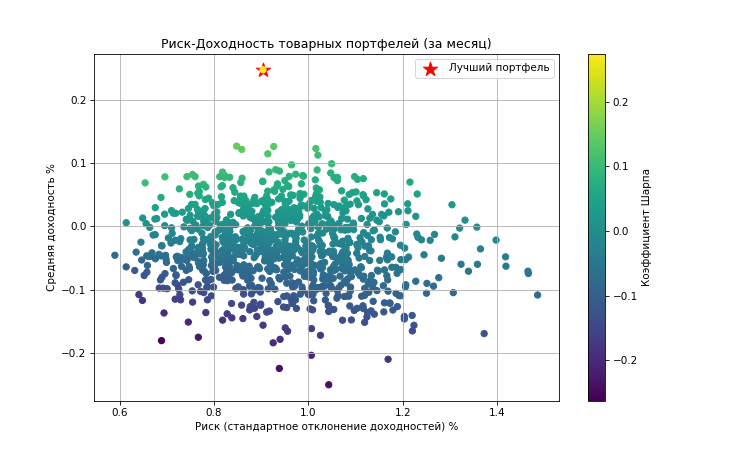 Риск-Доходность товарных портфелей (за месяц)
Лучший портфель
Средняя доходность %
0.2
0.1
0.0
−0.1
−0.2
0.6 0.8 1.0 1.2 1.4
Риск (стандартное отклонение доходностей) %
0.2
0.1
0.0
−0.1
−0.2
Коэффициент Шарпа